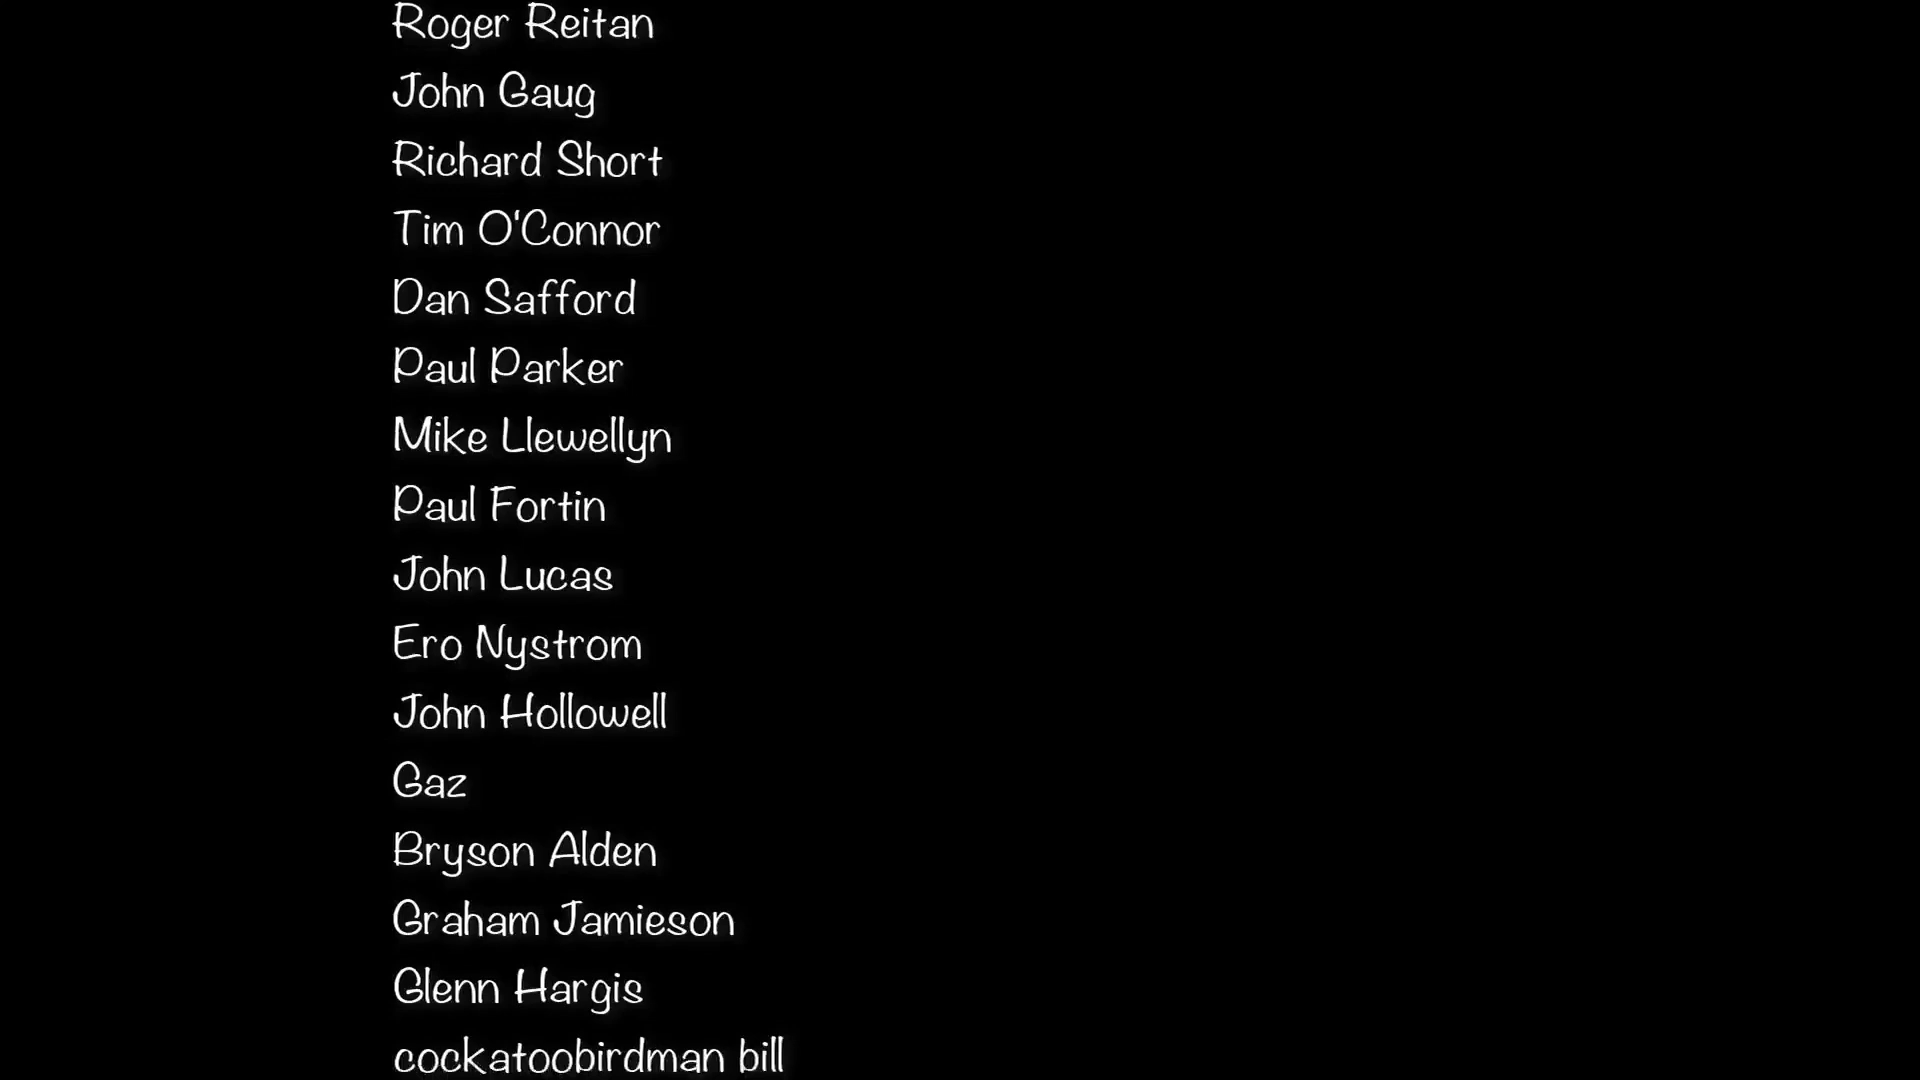 Roger Reitan
John Gaug
Richard Short
Tim O'Connor
Dan Safford
Paul Parker
Mike Llewellyn
Paul Fortin
John Lucas
Ero Nystrom
John Hollowell
Gaz
Bryson Alden
Graham Jamieson
Glenn Hargis
cockatoobirdman bill